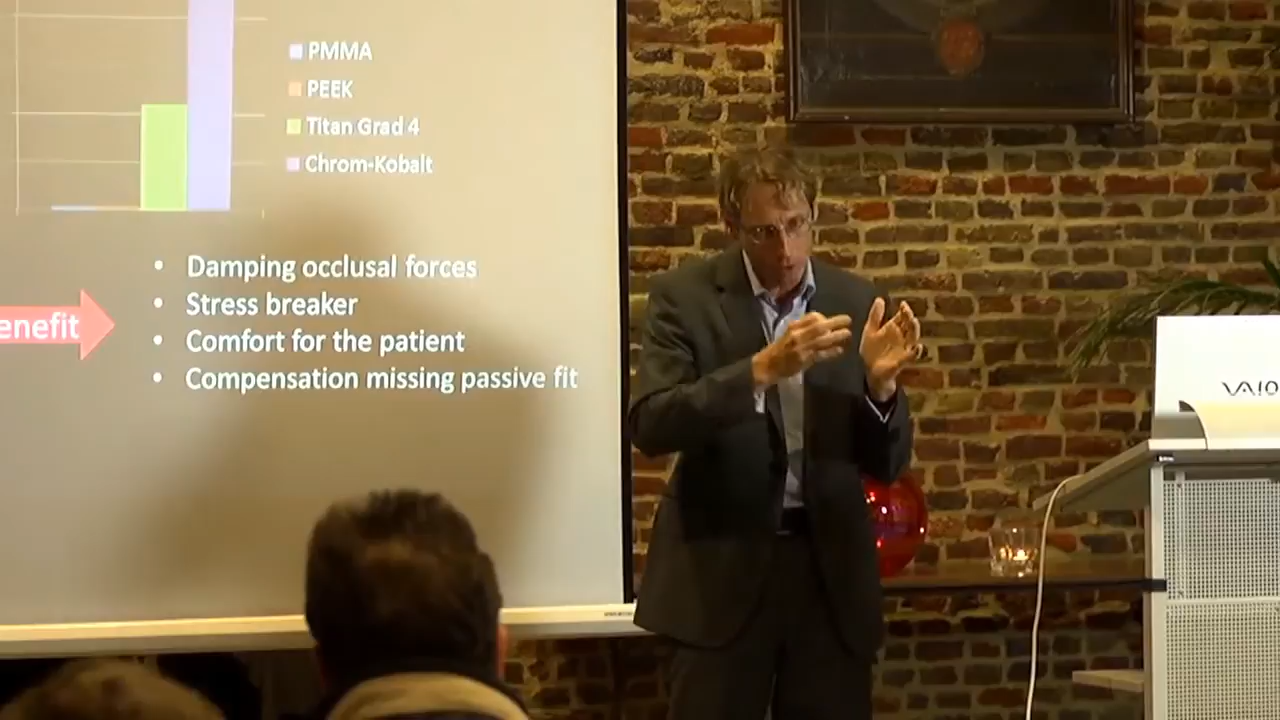 PMMA
PEEK
Titan Grad 4
Chrom-Kobalt
• Damping occlusal forces
• Stress breaker
enefit
• Comfort for the patient
• Compensation missing passive fit
VAIO